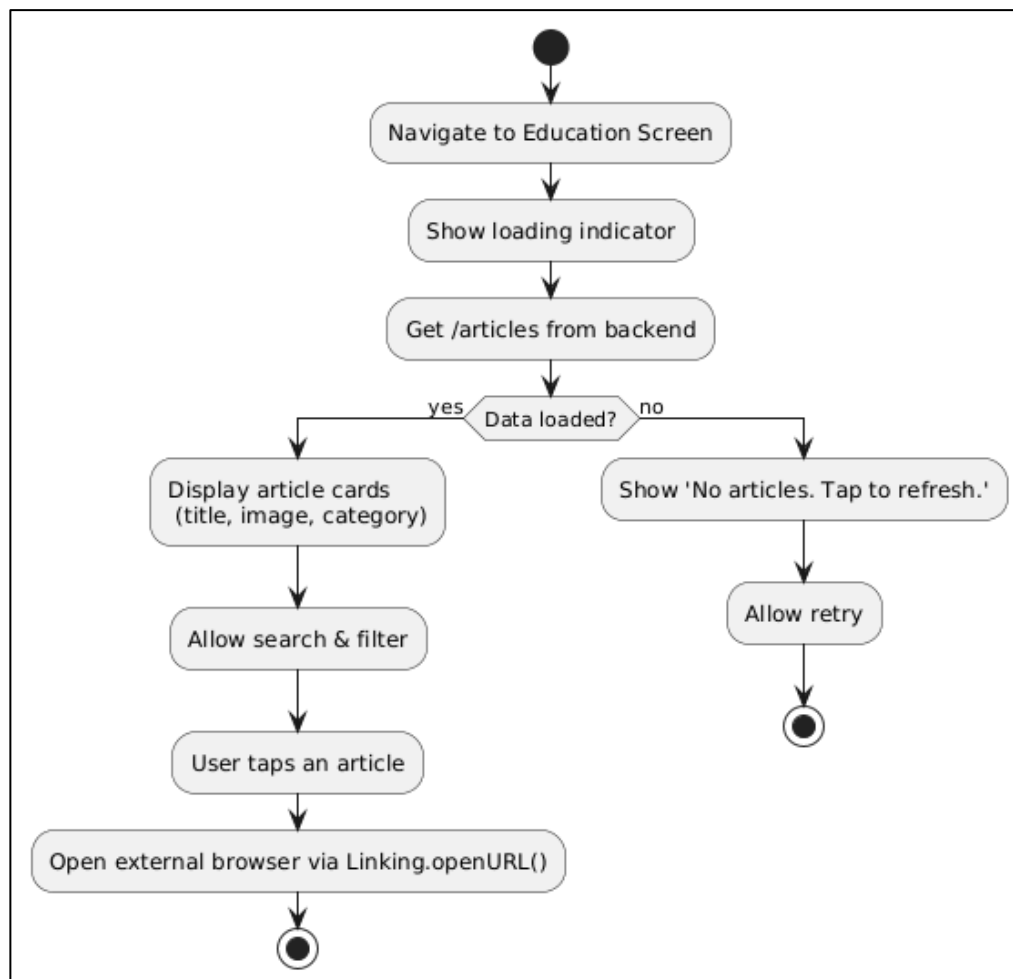 Navigate to Education Screen
Show loading indicator
Get /articles from backend
yes
Data loaded?
no
Display article cards
(title, image, category)
Show 'No articles. Tap to refresh.'
Allow search & filter
Allow retry
User taps an article
Open external browser via Linking.openURL()